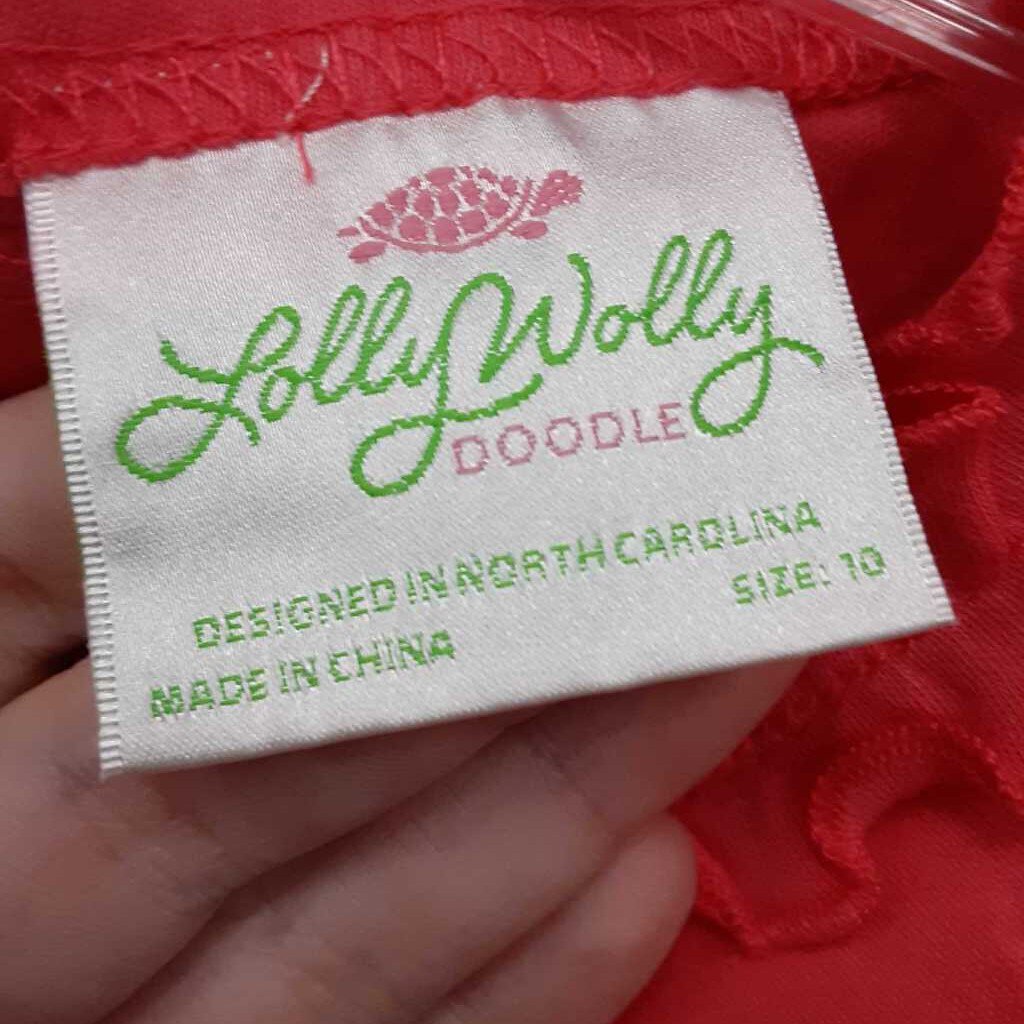 Lolly Wolly
DOODLE
DESIGNED IN NORTH CAROLINA
SIZE: 10
MADE IN CHINA